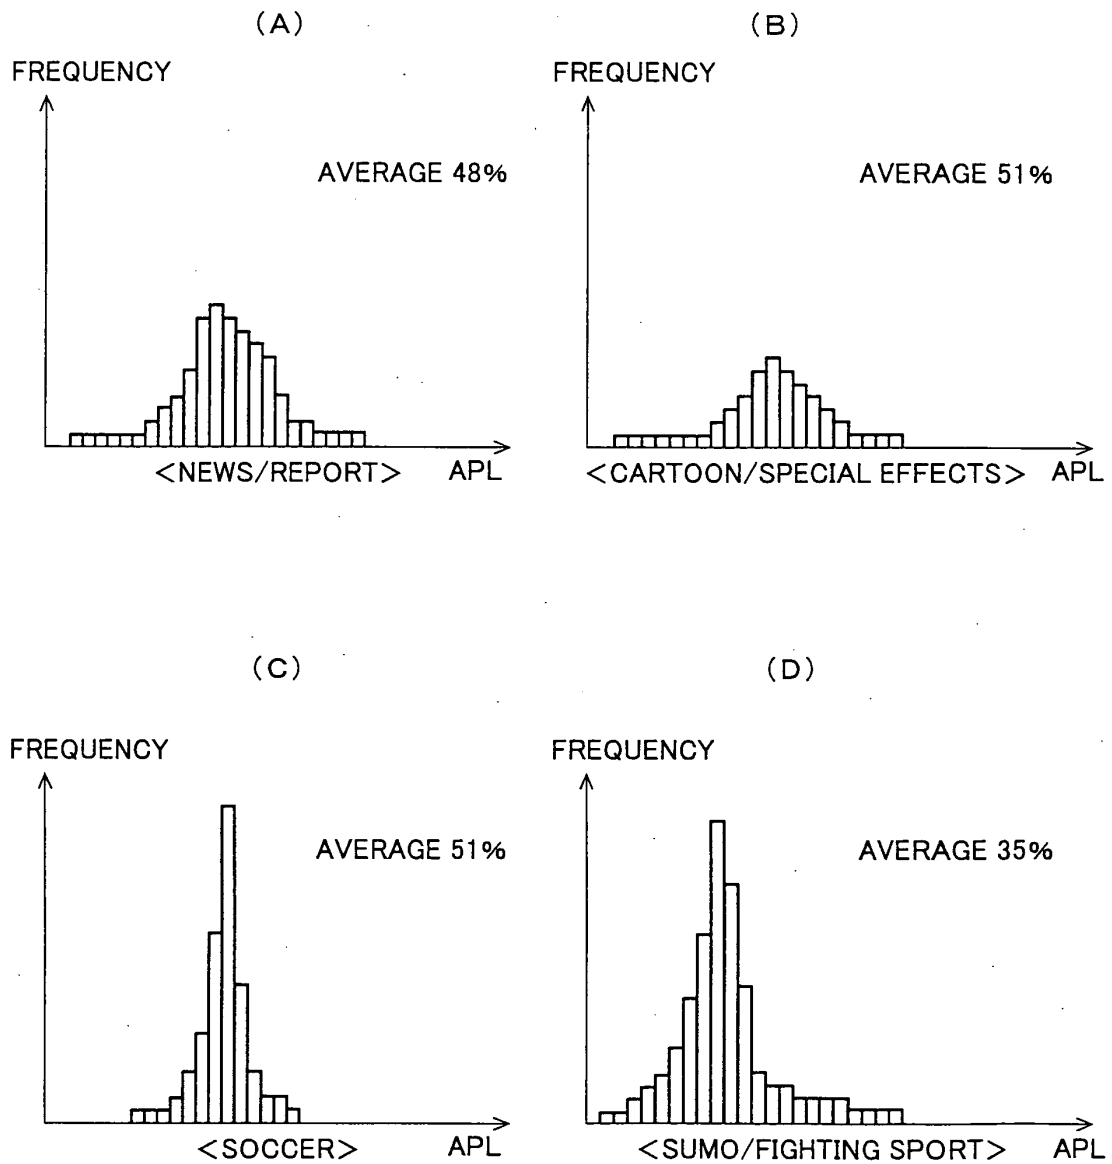 (A)
FREQUENCY
AVERAGE 48%
<NEWS/REPORT>
APL
(B)
FREQUENCY
AVERAGE 51%
<CARTOON/SPECIAL EFFECTS>
APL
(C)
FREQUENCY
AVERAGE 51%
<SOCCER>
APL
(D)
FREQUENCY
AVERAGE 35%
<SUMO/FIGHTING SPORT>
APL